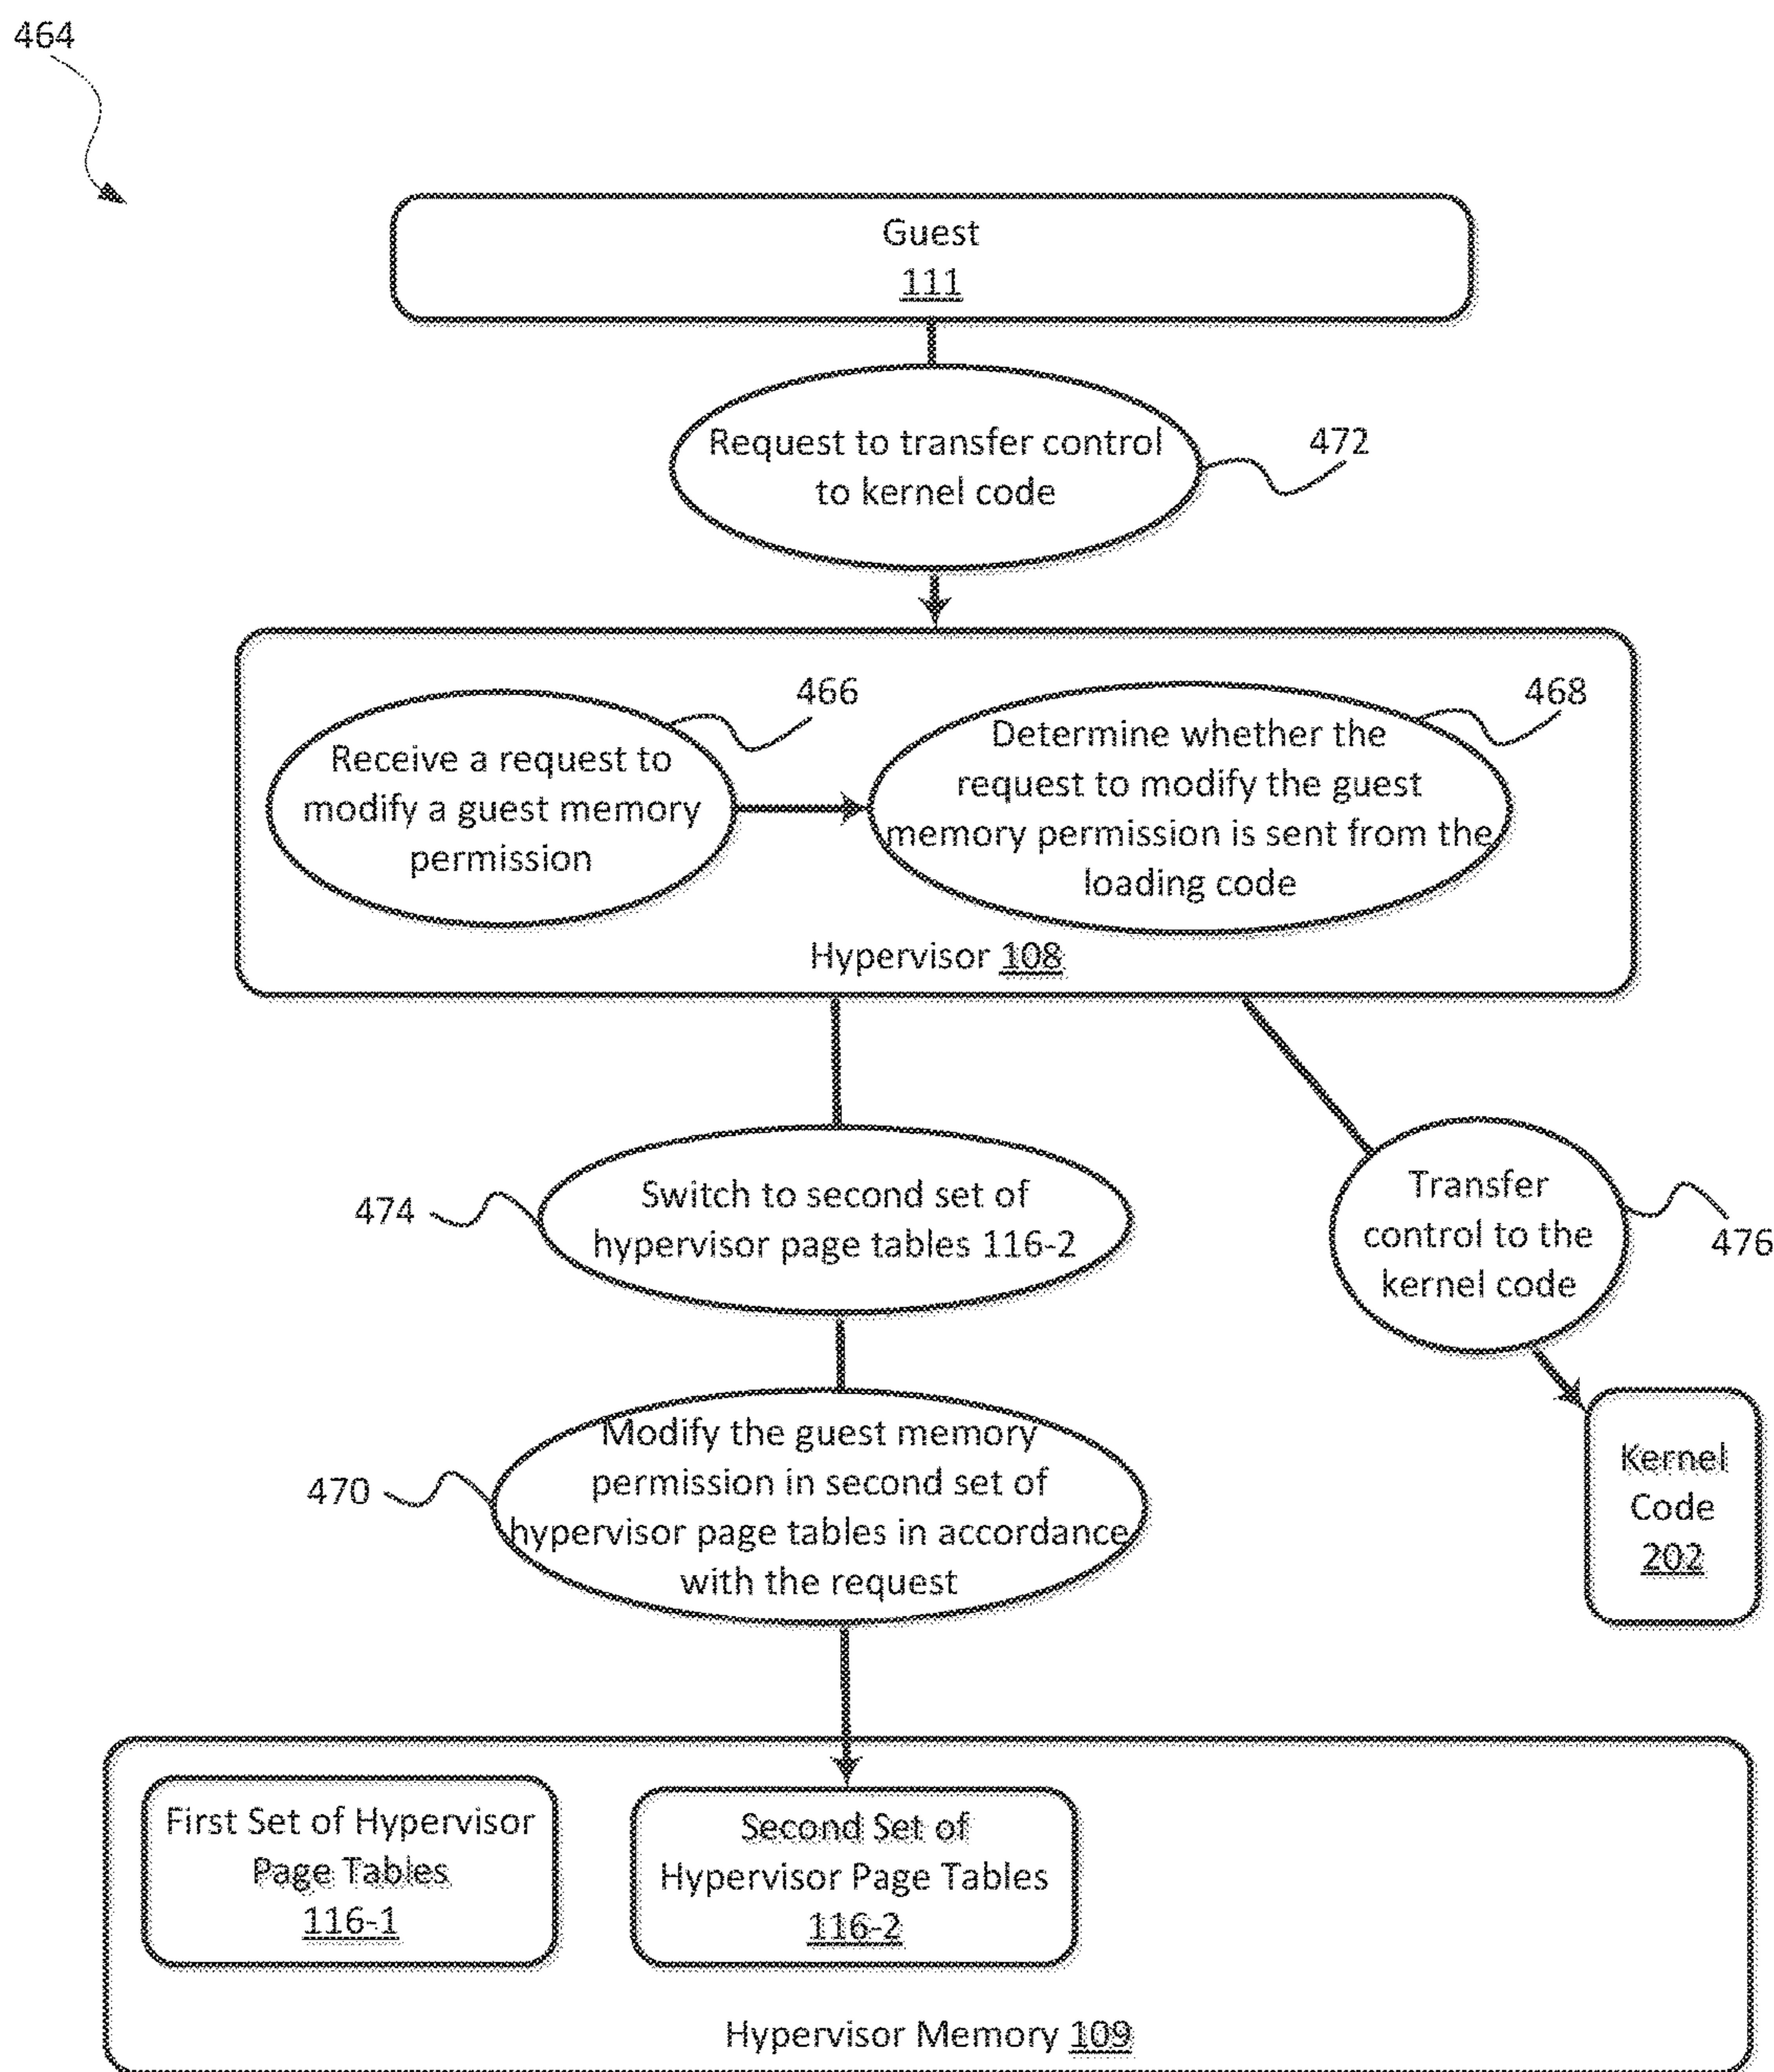 464
Guest
111
Request to transfer control
to kernel code
472
466
468
Receive a request to
modify a guest memory
permission
Determine whether the
request to modify the guest
memory permission is sent from the
loading code
Hypervisor 108
474
Switch to second set of
hypervisor page tables 116-2
Transfer
control to the
kernel code
476
470
Modify the guest memory
permission in second set of
hypervisor page tables in accordance
with the request
Kernel
Code
202
First Set of Hypervisor
Page Tables
116-1
Second Set of
Hypervisor Page Tables
116-2
Hypervisor Memory 109